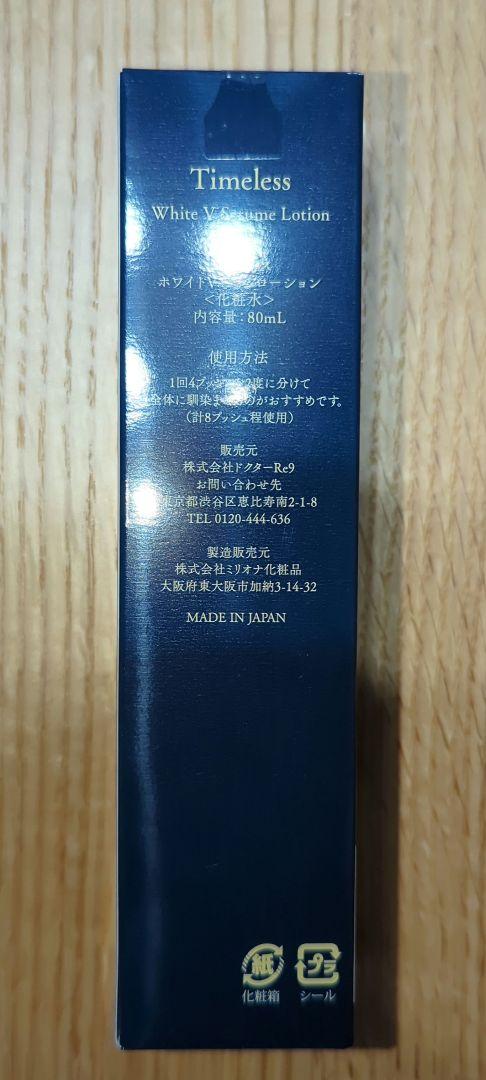 Timeless
White V Lotion
ホワイト ローション
<化粧水>
内容量：80mL
使用方法
1回4プッシュ 2度に分けて
全体に馴染ま のがおすすめです。
（計8プッシュ程使用）
販売元
株式会社ドクターRe9
お問い合わせ先
東京都渋谷区恵比寿南2-1-8
TEL 0120-444-636
製造販売元
株式会社ミリオナ化粧品
大阪府東大阪市加納3-14-32
MADE IN JAPAN
紙 プラ
化粧箱 シール